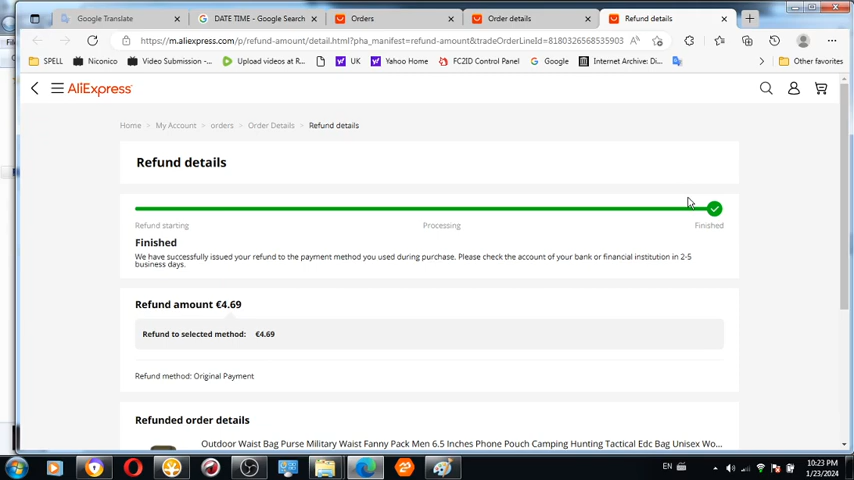 Google Translate
DATE TIME - Google Search
Orders
Order details
Refund details
https://m.aliexpress.com/p/refund-amount/detail.html?pha_manifest=refund-amount&tradeOrderLineId=8180326568535903
SPELL
Niconico
Video Submission -...
Upload videos at R...
UK
Yahoo Home
FC2ID Control Panel
Google
Internet Archive: Di...
Other favorites
AliExpress
Home > My Account > orders > Order Details > Refund details
Refund details
Refund starting
Processing
Finished
Finished
We have successfully issued your refund to the payment method you used during purchase. Please check the account of your bank or financial institution in 2-5
business days.
Refund amount €4.69
Refund to selected method: €4.69
Refund method: Original Payment
Refunded order details
Outdoor Waist Bag Purse Military Waist Fanny Pack Men 6.5 Inches Phone Pouch Camping Hunting Tactical Edc Bag Unisex Wo...
EN
10:23 PM
1/23/2024